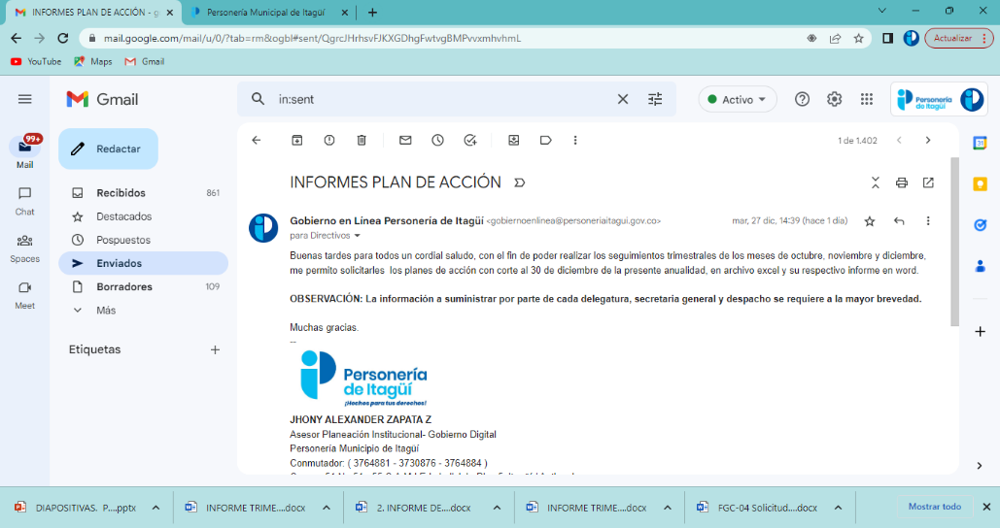 INFORMES PLAN DE ACCIÓN - g
Personería Municipal de Itagüí
mail.google.com/mail/u/0/?tab=rm&ogbl#sent/QgrcJHrhsvFJKXGDhgFwtvgBMPvvxmhvhmL
Actualizar
YouTube
Maps
Gmail
Gmail
in:sent
Activo
Personería
de Itagüí
99+
Mail
Chat
Spaces
Meet
Redactar
Recibidos 861
Destacados
Pospuestos
Enviados
Borradores 109
Más
Etiquetas
1 de 1.402
31
INFORMES PLAN DE ACCIÓN
Gobierno en Línea Personería de Itagüí <gobiernoenlinea@personeriaitagui.gov.co>
mar, 27 dic, 14:39 (hace 1 día)
para Directivos
Buenas tardes para todos un cordial saludo, con el fin de poder realizar los seguimientos trimestrales de los meses de octubre, noviembre y diciembre,
me permito solicitarles los planes de acción con corte al 30 de diciembre de la presente anualidad, en archivo excel y su respectivo informe en word.
OBSERVACIÓN: La información a suministrar por parte de cada delegatura, secretaria general y despacho se requiere a la mayor brevedad.
Muchas gracias.
--
Personería
de Itagüí
¡Hechos para tus derechos!
JHONY ALEXANDER ZAPATA Z
Asesor Planeación Institucional- Gobierno Digital
Personería Municipio de Itagüí
Conmutador: ( 3764881 - 3730876 - 3764884 )
DIAPOSITIVAS. P....pptx
INFORME TRIME....docx
2. INFORME DE....docx
INFORME TRIME....docx
FGC-04 Solicitud....docx
Mostrar todo